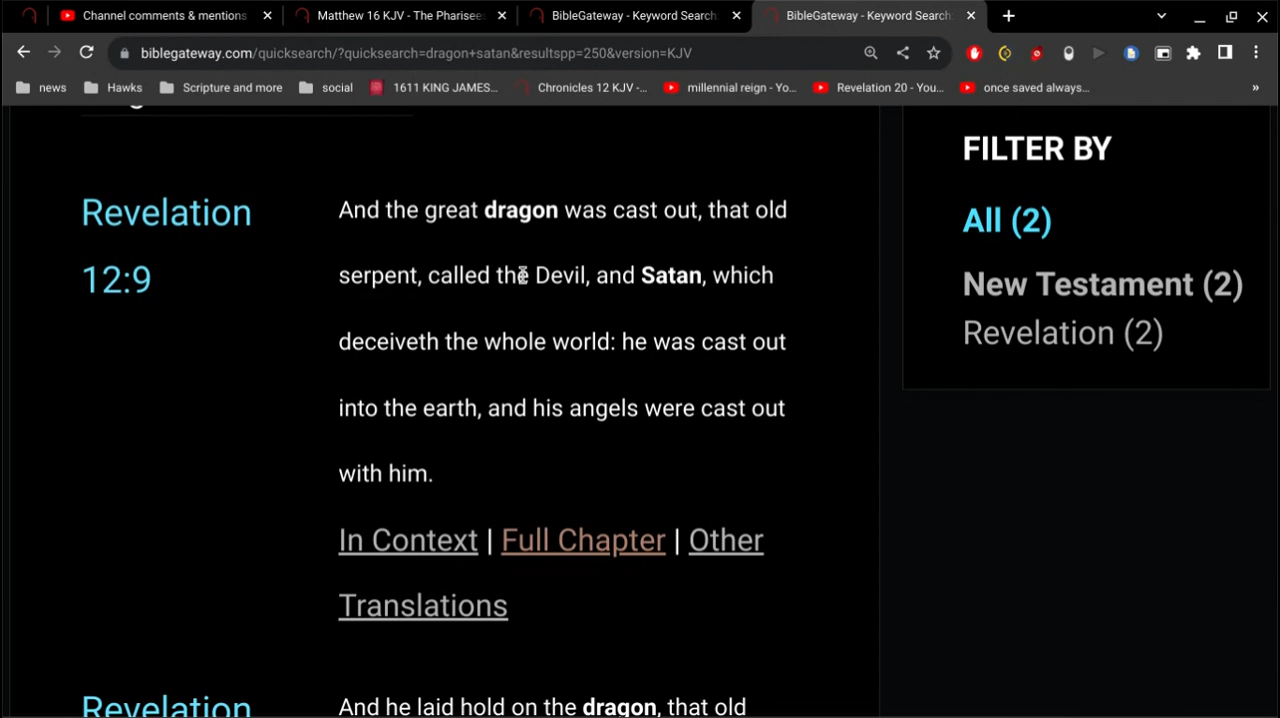 Channel comments & mentions
Matthew 16 KJV - The Pharisees
BibleGateway - Keyword Search:
BibleGateway - Keyword Search:
biblegateway.com/quicksearch/?quicksearch=dragon+satan&resultspp=250&version=KJV
news
Hawks
Scripture and more
social
1611 KING JAMES...
Chronicles 12 KJV -...
millennial reign - Yo...
Revelation 20 - You...
once saved always...
»
FILTER BY
All (2)
New Testament (2)
Revelation (2)
Revelation
12:9
And the great dragon was cast out, that old
serpent, called the Devil, and Satan, which
deceiveth the whole world: he was cast out
into the earth, and his angels were cast out
with him.
In Context | Full Chapter | Other
Translations
Revelation
And he laid hold on the dragon, that old